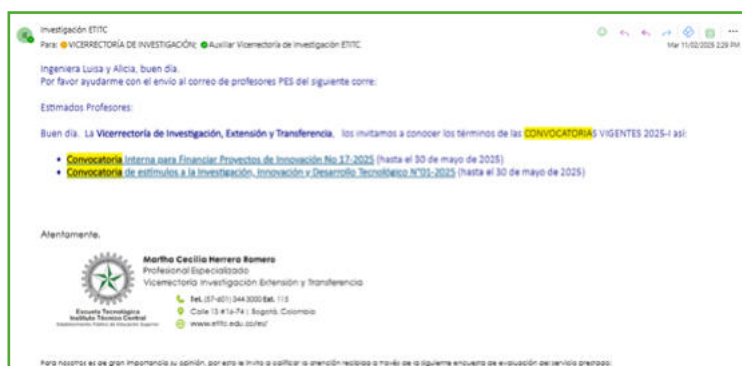 Investigación ETITC
Para: VICERRECTORÍA DE INVESTIGACIÓN; Auxiliar Vicerrectoría de Investigación ETITC
Mar 11/02/2025 2:29 PM
Ingeniera Luisa y Alicia, buen día.
Por favor ayudarme con el envío al correo de profesores PES del siguiente corre:
Estimados Profesores:
Buen día. La Vicerrectoría de Investigación, Extensión y Transferencia, los invitamos a conocer los términos de las CONVOCATORIAS VIGENTES 2025-I así:
• Convocatoria Interna para Financiar Proyectos de Innovación No 17-2025 (hasta el 30 de mayo de 2025)
• Convocatoria de estímulos a la Investigación, Innovación y Desarrollo Tecnológico N°01-2025 (hasta el 30 de mayo de 2025)
Atentamente,
Martha Cecilia Herrera Romero
Profesional Especializado
Vicerrectoría Investigación Extensión y Transferencia
Tel. (57-601) 344 3000 Ext. 115
Calle 13 #16-74 | Bogotá, Colombia
www.etitc.edu.co/es/
Escuela Tecnológica
Instituto Técnico Central
Establecimiento Público de Educación Superior
Para nosotros es de gran importancia su opinión, por esto le invito a calificar la atención recibida a través de la siguiente encuesta de evaluación del servicio prestado: